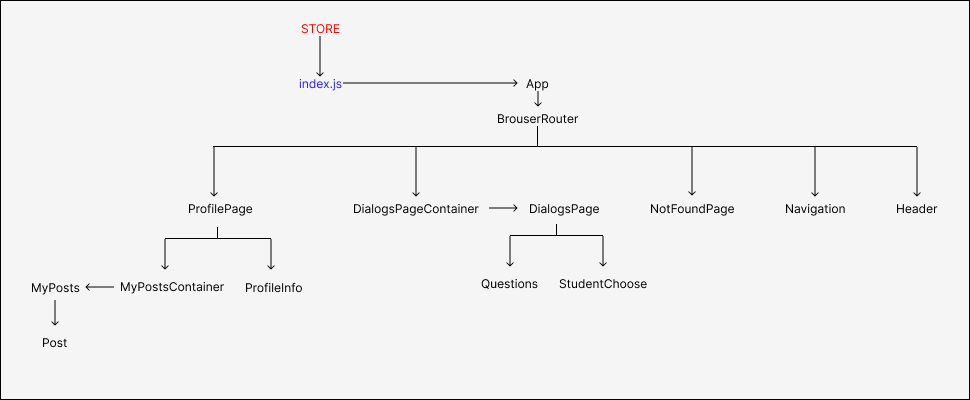 STORE
index.js
App
BrouserRouter
ProfilePage
DialogsPageContainer
DialogsPage
NotFoundPage
Navigation
Header
MyPosts
MyPostsContainer
ProfileInfo
Questions
StudentChoose
Post